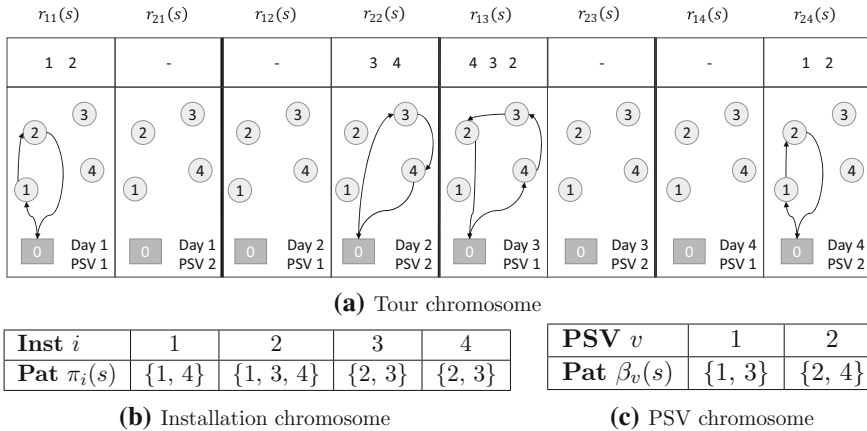 r₁₁(s) r₂₁(s) r₁₂(s) r₂₂(s) r₁₃(s) r₂₃(s) r₁₄(s) r₂₄(s)
1 2 - - 3 4 4 3 2 - - 1 2
3 3 3 3 3 3 3 3
2 2 2 2 2 2 2 2
4 4 4 4 4 4 4 4
1 1 1 1 1 1 1 1
0 0 0 0 0 0 0 0
Day 1 Day 1 Day 2 Day 2 Day 3 Day 3 Day 4 Day 4
PSV 1 PSV 2 PSV 1 PSV 2 PSV 1 PSV 2 PSV 1 PSV 2
(a) Tour chromosome
Inst i 1 2 3 4
Pat πᵢ(s) {1, 4} {1, 3, 4} {2, 3} {2, 3}
(b) Installation chromosome
PSV v 1 2
Pat βᵥ(s) {1, 3} {2, 4}
(c) PSV chromosome